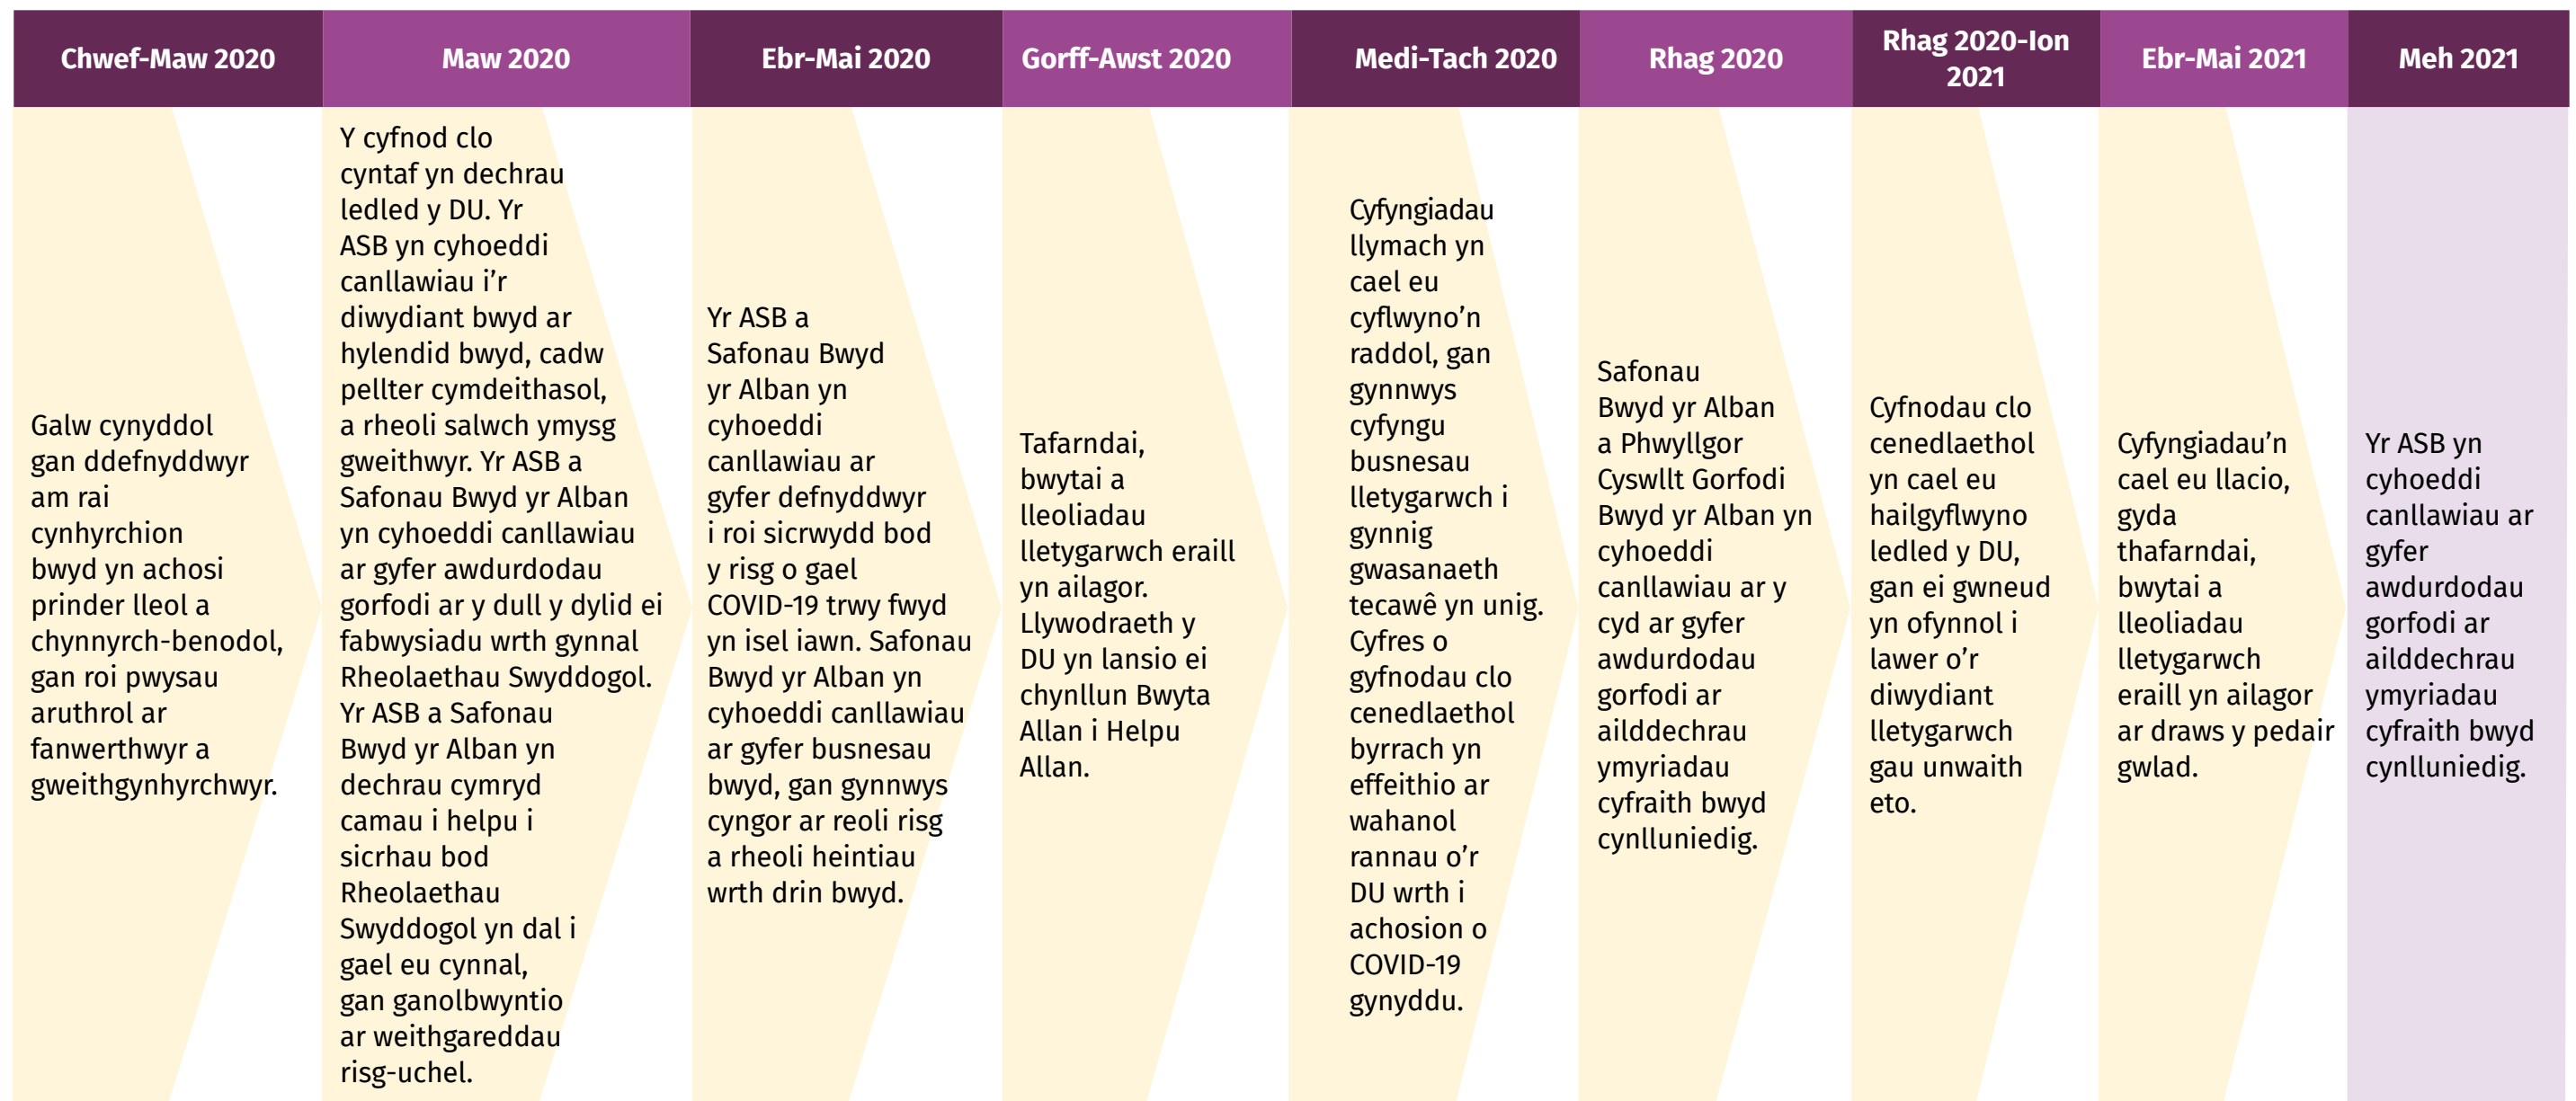 Chwef-Maw 2020
Galw cynyddol
gan ddefnyddwyr
am rai
cynhyrchion
bwyd yn achosi
prinder lleol a
chynnyrch-benodol,
gan roi pwysau
aruthrol ar
fanwerthwyr a
gweithgynhyrchwyr.
Maw 2020
Y cyfnod clo
cyntaf yn dechrau
ledled y DU. Yr
ASB yn cyhoeddi
canllawiau i’r
diwydiant bwyd ar
hylendid bwyd, cadw
pellter cymdeithasol,
a rheoli salwch ymysg
gweithwyr. Yr ASB a
Safonau Bwyd yr Alban
yn cyhoeddi canllawiau
ar gyfer awdurdodau
gorfodi ar y dull y dylid ei
fabwysiadu wrth gynnal
Rheolaethau Swyddogol.
Yr ASB a Safonau
Bwyd yr Alban yn
dechrau cymryd
camau i helpu i
sicrhau bod
Rheolaethau
Swyddogol yn dal i
gael eu cynnal,
gan ganolbwyntio
ar weithgareddau
risg-uchel.
Ebr-Mai 2020
Yr ASB a
Safonau Bwyd
yr Alban yn
cyhoeddi
canllawiau ar
gyfer defnyddwyr
i roi sicrwydd bod
y risg o gael
COVID-19 trwy fwyd
yn isel iawn. Safonau
Bwyd yr Alban yn
cyhoeddi canllawiau
ar gyfer busnesau
bwyd, gan gynnwys
cyngor ar reoli risg
a rheoli heintiau
wrth drin bwyd.
Gorff-Awst 2020
Tafarndai,
bwytai a
lleoliadau
lletygarwch eraill
yn ailagor.
Llywodraeth y
DU yn lansio ei
chynllun Bwyta
Allan i Helpu
Allan.
Medi-Tach 2020
Cyfyngiadau
llymach yn
cael eu
cyflwyno’n
raddol, gan
gynnwys
cyfyngu
busnesau
lletygarwch i
gynnig
gwasanaeth
tecawê yn unig.
Cyfres o
gyfnodau clo
cenedlaethol
byrrach yn
effeithio ar
wahanol
rannau o’r
DU wrth i
achosion o
COVID-19
gynyddu.
Rhag 2020
Safonau
Bwyd yr Alban
a Phwyllgor
Cyswllt Gorfodi
Bwyd yr Alban yn
cyhoeddi
canllawiau ar y
cyd ar gyfer
awdurdodau
gorfodi ar
ailddechrau
ymyriadau
cyfraith bwyd
cynlluniedig.
Rhag 2020-Ion
2021
Cyfnodau clo
cenedlaethol
yn cael eu
hailgyflwyno
ledled y DU,
gan ei gwneud
yn ofynnol i
lawer o’r
diwydiant
lletygarwch
gau unwaith
eto.
Ebr-Mai 2021
Cyfyngiadau’n
cael eu llacio,
gyda
thafarndai,
bwytai a
lleoliadau
lletygarwch
eraill yn ailagor
ar draws y pedair
gwlad.
Meh 2021
Yr ASB yn
cyhoeddi
canllawiau ar
gyfer
awdurdodau
gorfodi ar
ailddechrau
ymyriadau
cyfraith bwyd
cynlluniedig.